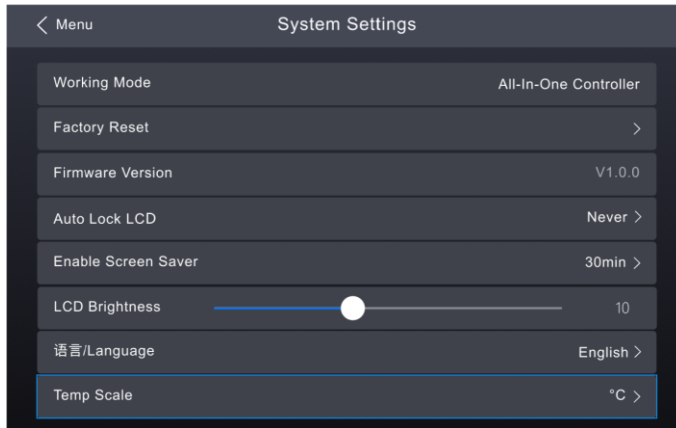 Menu System Settings
Working Mode All-In-One Controller
Factory Reset
Firmware Version V1.0.0
Auto Lock LCD Never
Enable Screen Saver 30min
LCD Brightness 10
语言/Language English
Temp Scale °C